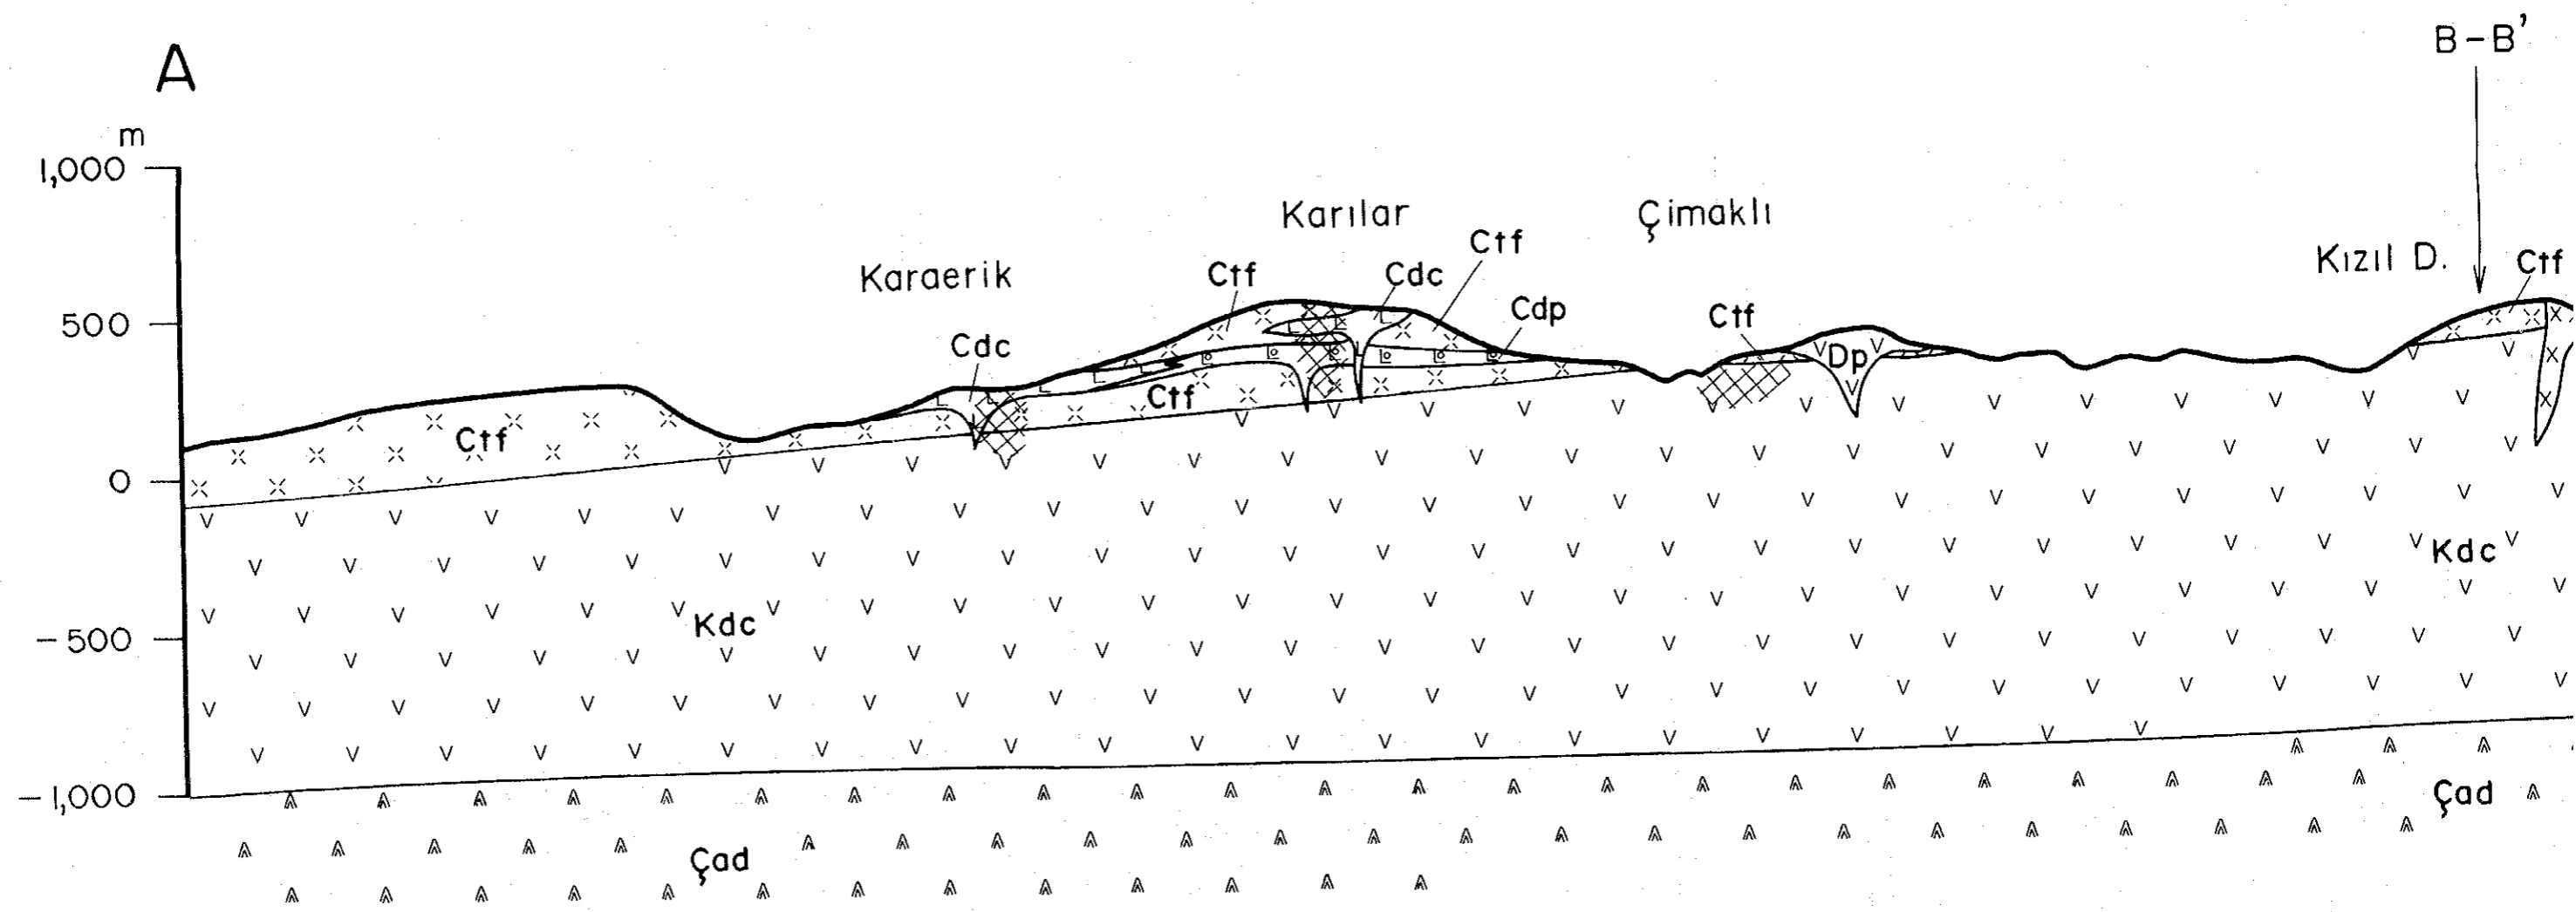 B-B'
A
m
1,000
Karılar
Çimaklı
Ctf
Kızıl D.
Ctf
Karaerik
Ctf
Cdc
500
Cdp
Ctf
Cdc
Dp
Ctf
Ctf
0
Kdc
-500
Kdc
-1,000
Çad
Çad